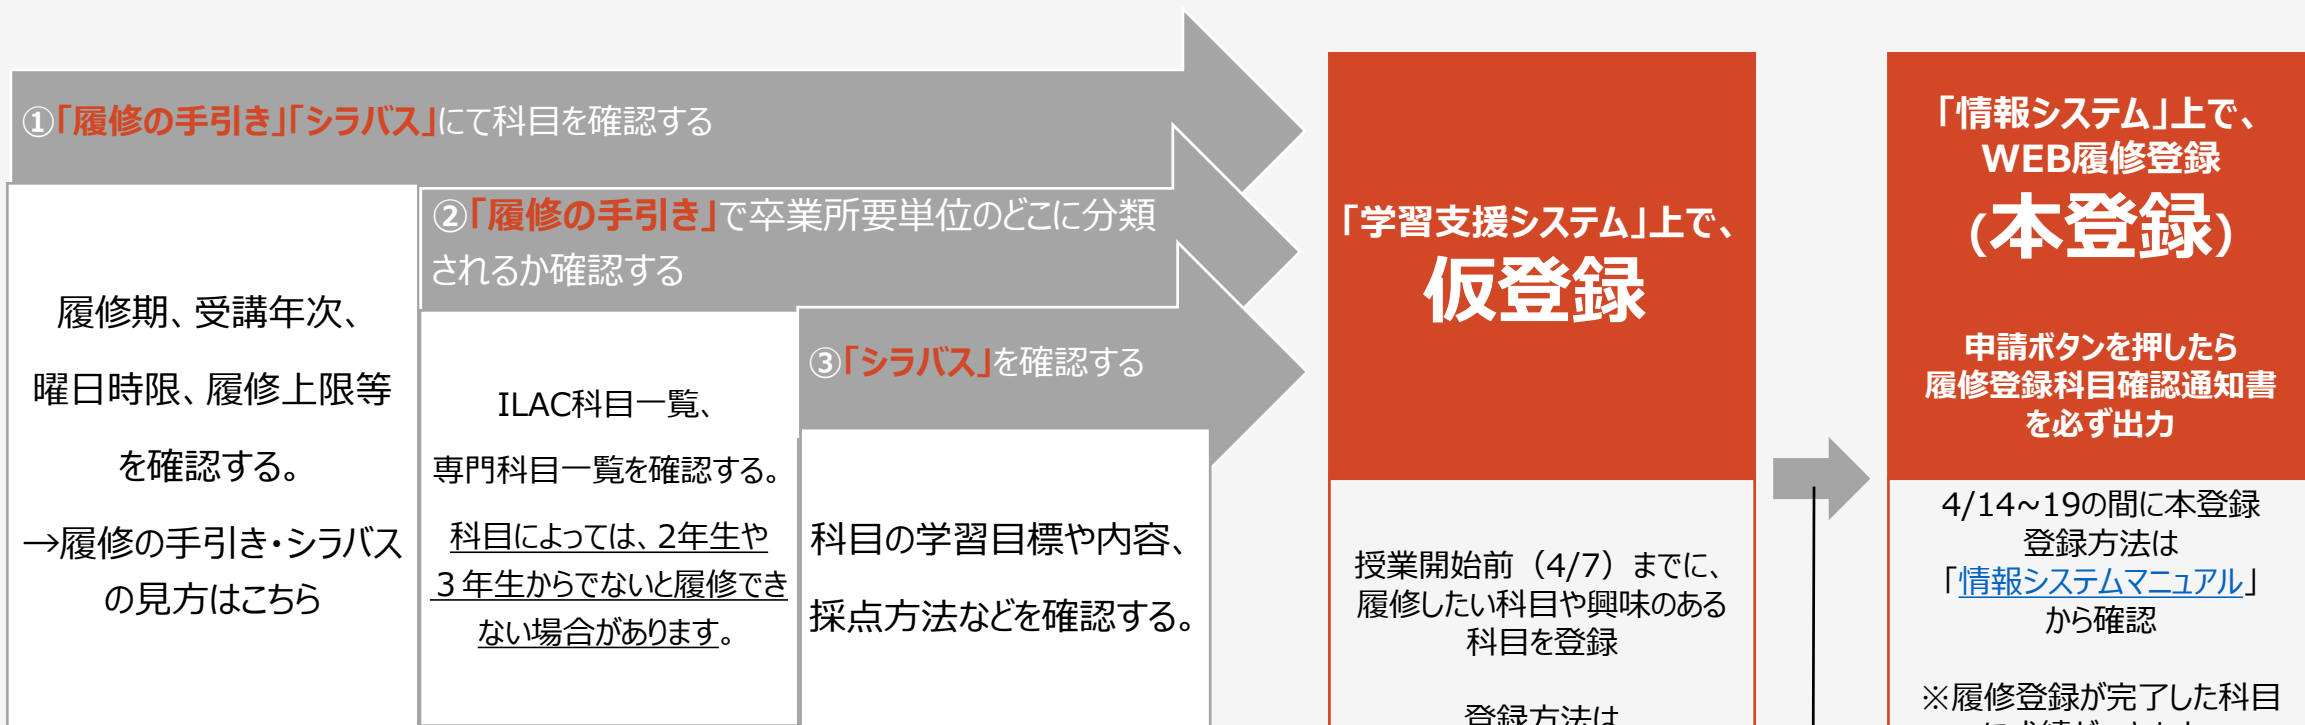 ①「履修の手引き」「シラバス」にて科目を確認する
履修期、受講年次、
曜日時限、履修上限等
を確認する。
→履修の手引き・シラバス
の見方はこちら
②「履修の手引き」で卒業所要単位のどこに分類
されるか確認する
ILAC科目一覧、
専門科目一覧を確認する。
科目によっては、2年生や
３年生からでないと履修でき
ない場合があります。
③「シラバス」を確認する
科目の学習目標や内容、
採点方法などを確認する。
「学習支援システム」上で、
仮登録
授業開始前（4/7）までに、
履修したい科目や興味のある
科目を登録
登録方法は
「情報システム」上で、
WEB履修登録
(本登録)
申請ボタンを押したら
履修登録科目確認通知書
を必ず出力
4/14~19の間に本登録
登録方法は
「情報システムマニュアル」
から確認
※履修登録が完了した科目